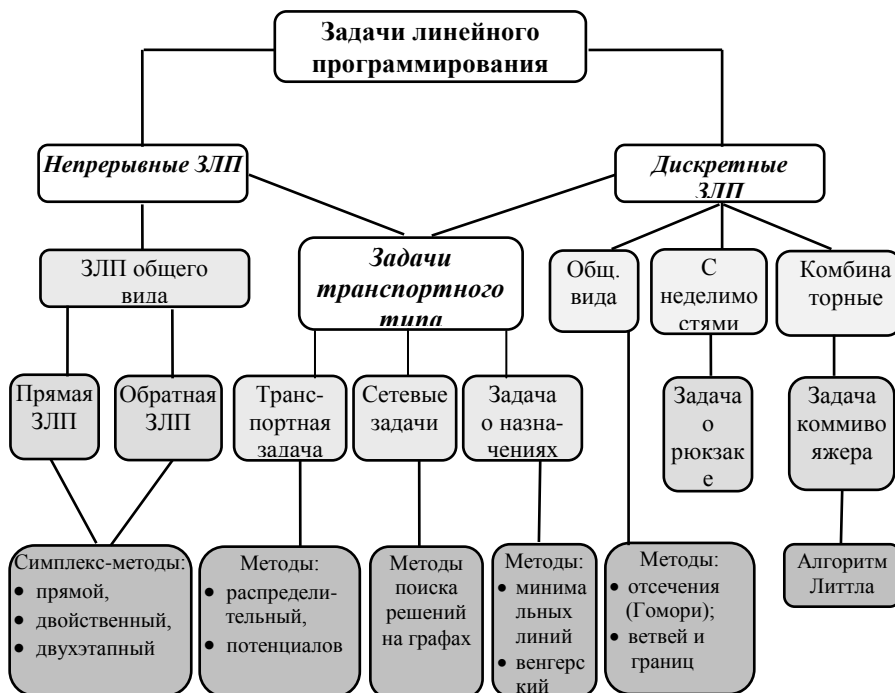 Задачи линейного
программирования
Непрерывные ЗЛП
Дискретные
ЗЛП
ЗЛП общего
вида
Задачи
транспортного
типа
Общ.
вида
С
неделимо
стями
Комбина
торные
Прямая
ЗЛП
Обратная
ЗЛП
Транс-
портная
задача
Сетевые
задачи
Задача
о назна-
чениях
Задача
о
рюкзак
е
Задача
коммиво
яжера
Симплекс-методы:
• прямой,
• двойственный,
• двухэтапный
Методы:
• распредели-
тельный,
• потенциалов
Методы
поиска
решений
на графах
Методы:
• минима
льных
линий
• венгер
ский
Методы:
• отсечения
(Гомори);
• ветвей и
границ
Алгоритм
Литтла